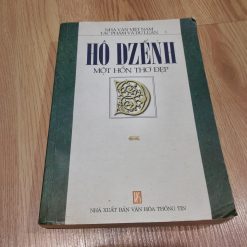 NHÀ VĂN VIỆT NAM
TÁC PHẨM VÀ DƯ LUẬN
HỒ DZẾNH
MỘT HỒN THƠ ĐẸP
NHÀ XUẤT BẢN VĂN HÓA THÔNG TIN